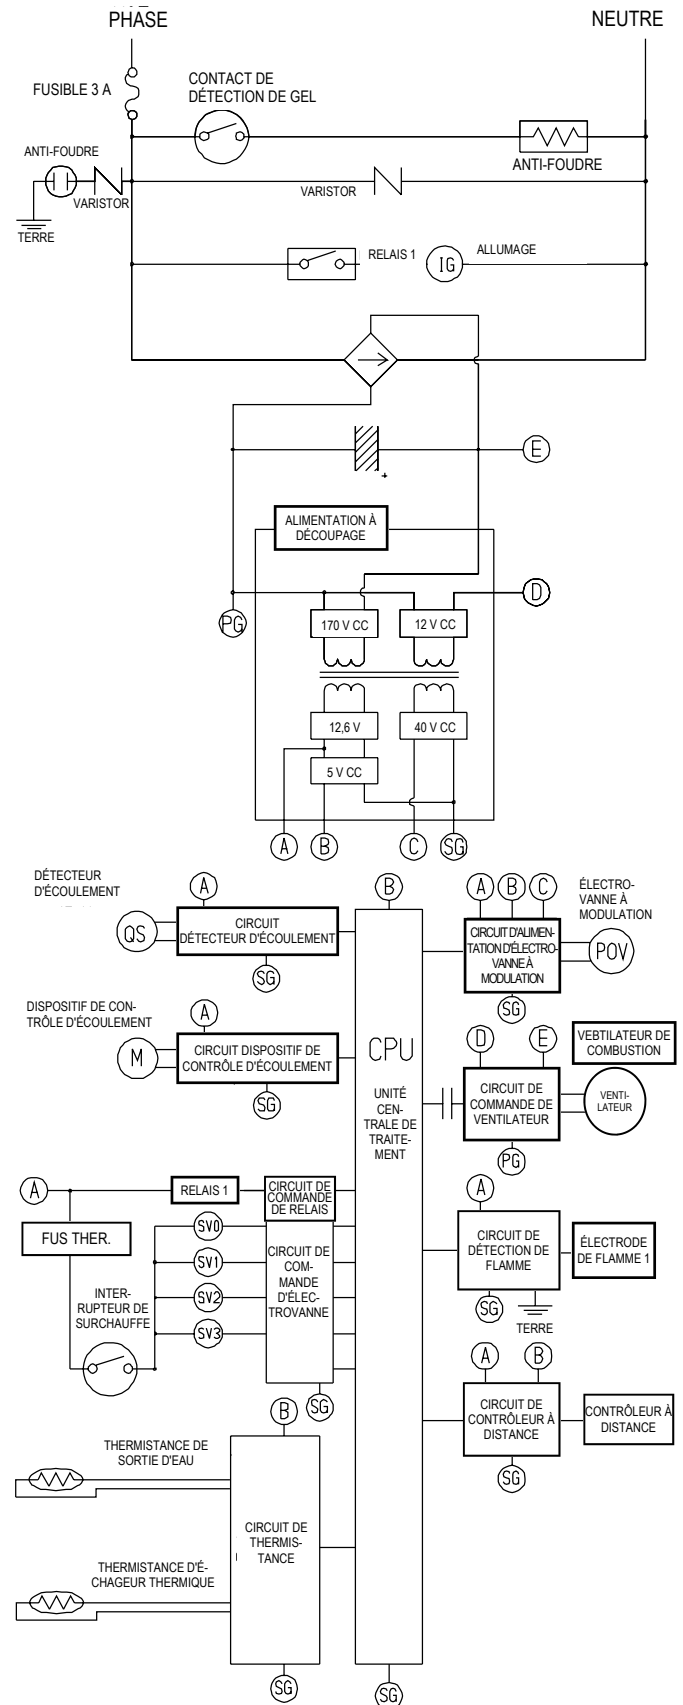 PHASE
NEUTRE
FUSIBLE 3 A
CONTACT DE
DÉTECTION DE GEL
ANTI-FOUDRE
ANTI-FOUDRE
VARISTOR
VARISTOR
TERRE
RELAIS 1
IG
ALLUMAGE
+
E
ALIMENTATION À
DÉCOUPAGE
D
PG
170 V CC
12 V CC
12,6 V
40 V CC
5 V CC
A
B
C
SG
DÉTECTEUR
D'ÉCOULEMENT
A
QS
CIRCUIT
DÉTECTEUR D'ÉCOULEMENT
SG
DISPOSITIF DE CON-
TRÔLE D'ÉCOULEMENT
A
M
CIRCUIT DISPOSITIF DE
CONTRÔLE D'ÉCOULEMENT
SG
B
CPU
UNITÉ
CEN-
TRALE DE
TRAITE-
MENT
A
B
C
ÉLECTRO-
VANNE À
MODULATION
CIRCUIT D'ALIMEN-
TATION D'ÉLECTRO-
VANNE À
MODULATION
POV
SG
D
E
VEBTILATEUR DE
COMBUSTION
CIRCUIT DE
COMMANDE DE
VENTILATEUR
VENTI-
LATEUR
PG
A
RELAIS 1
CIRCUIT DE
COMMANDE
DE RELAIS
FUS THER.
SV0
SV1
SV2
SV3
CIRCUIT DE
COM-
MANDE
D'ÉLEC-
TROVANNE
INTER-
RUPTEUR DE
SURCHAUFFE
SG
A
CIRCUIT DE
DÉTECTION DE
FLAMME
ÉLECTRODE
DE FLAMME 1
SG
TERRE
A
B
CIRCUIT DE
CONTRÔLEUR À
DISTANCE
CONTRÔLEUR À
DISTANCE
SG
B
THERMISTANCE DE
SORTIE D'EAU
CIRCUIT DE
THERMIS-
TANCE
THERMISTANCE D'É-
CHAGEUR THERMIQUE
SG
SG